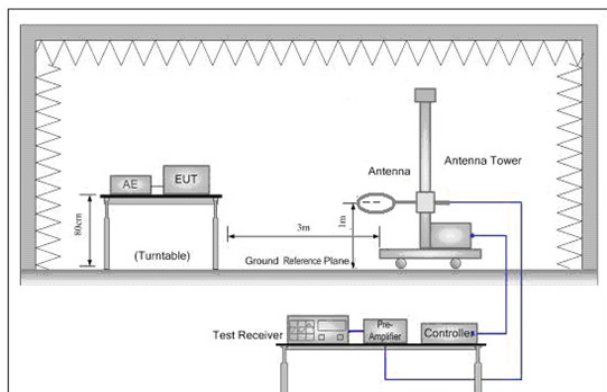 Antenna
Antenna Tower
AE
EUT
80cm
(Turntable)
3m
1m
Ground Reference Plane
Test Receiver
Pre-
Amplifier
Controller